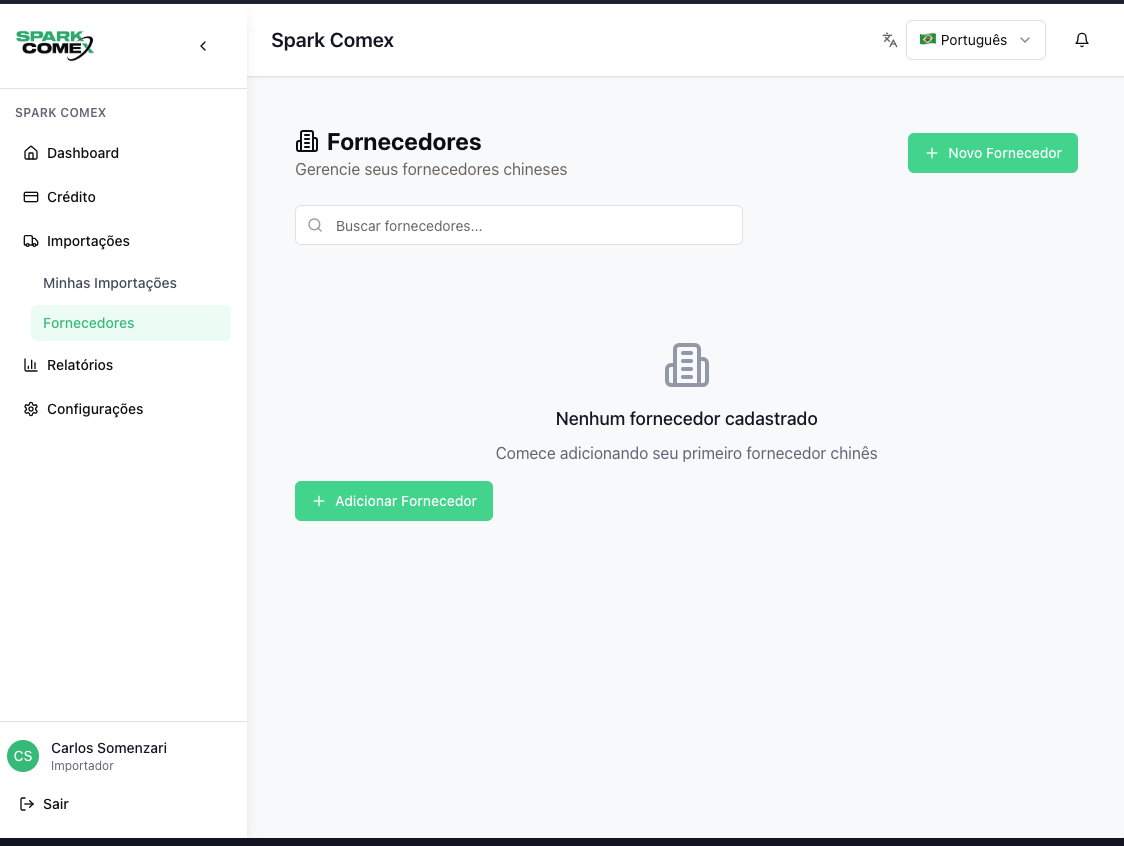 SPARK
COMEX
SPARK COMEX
Dashboard
Crédito
Importações
Minhas Importações
Fornecedores
Relatórios
Configurações
CS
Carlos Somenzari
Importador
Sair
Spark Comex
Português
Fornecedores
Gerencie seus fornecedores chineses
Novo Fornecedor
Buscar fornecedores...
Nenhum fornecedor cadastrado
Comece adicionando seu primeiro fornecedor chinês
Adicionar Fornecedor